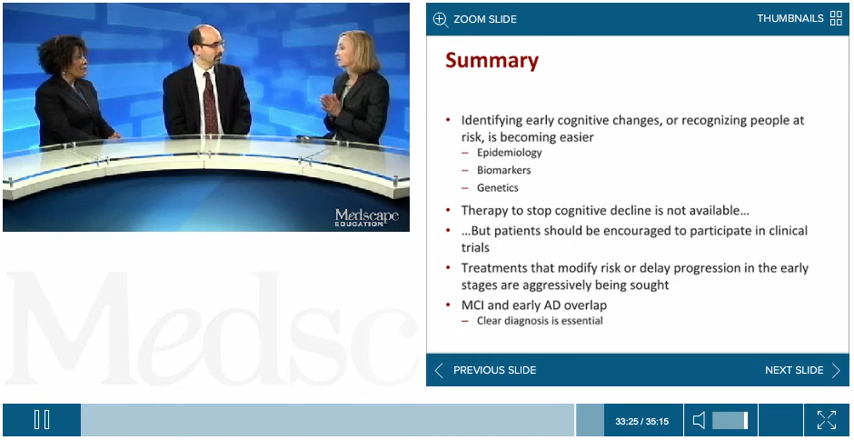 ZOOM SLIDE
THUMBNAILS
Summary
• Identifying early cognitive changes, or recognizing people at
risk, is becoming easier
– Epidemiology
– Biomarkers
– Genetics
• Therapy to stop cognitive decline is not available…
• …But patients should be encouraged to participate in clinical
trials
• Treatments that modify risk or delay progression in the early
stages are aggressively being sought
• MCI and early AD overlap
– Clear diagnosis is essential
Medscape
EDUCATION
Medsc
PREVIOUS SLIDE
NEXT SLIDE
33:25 / 35:15